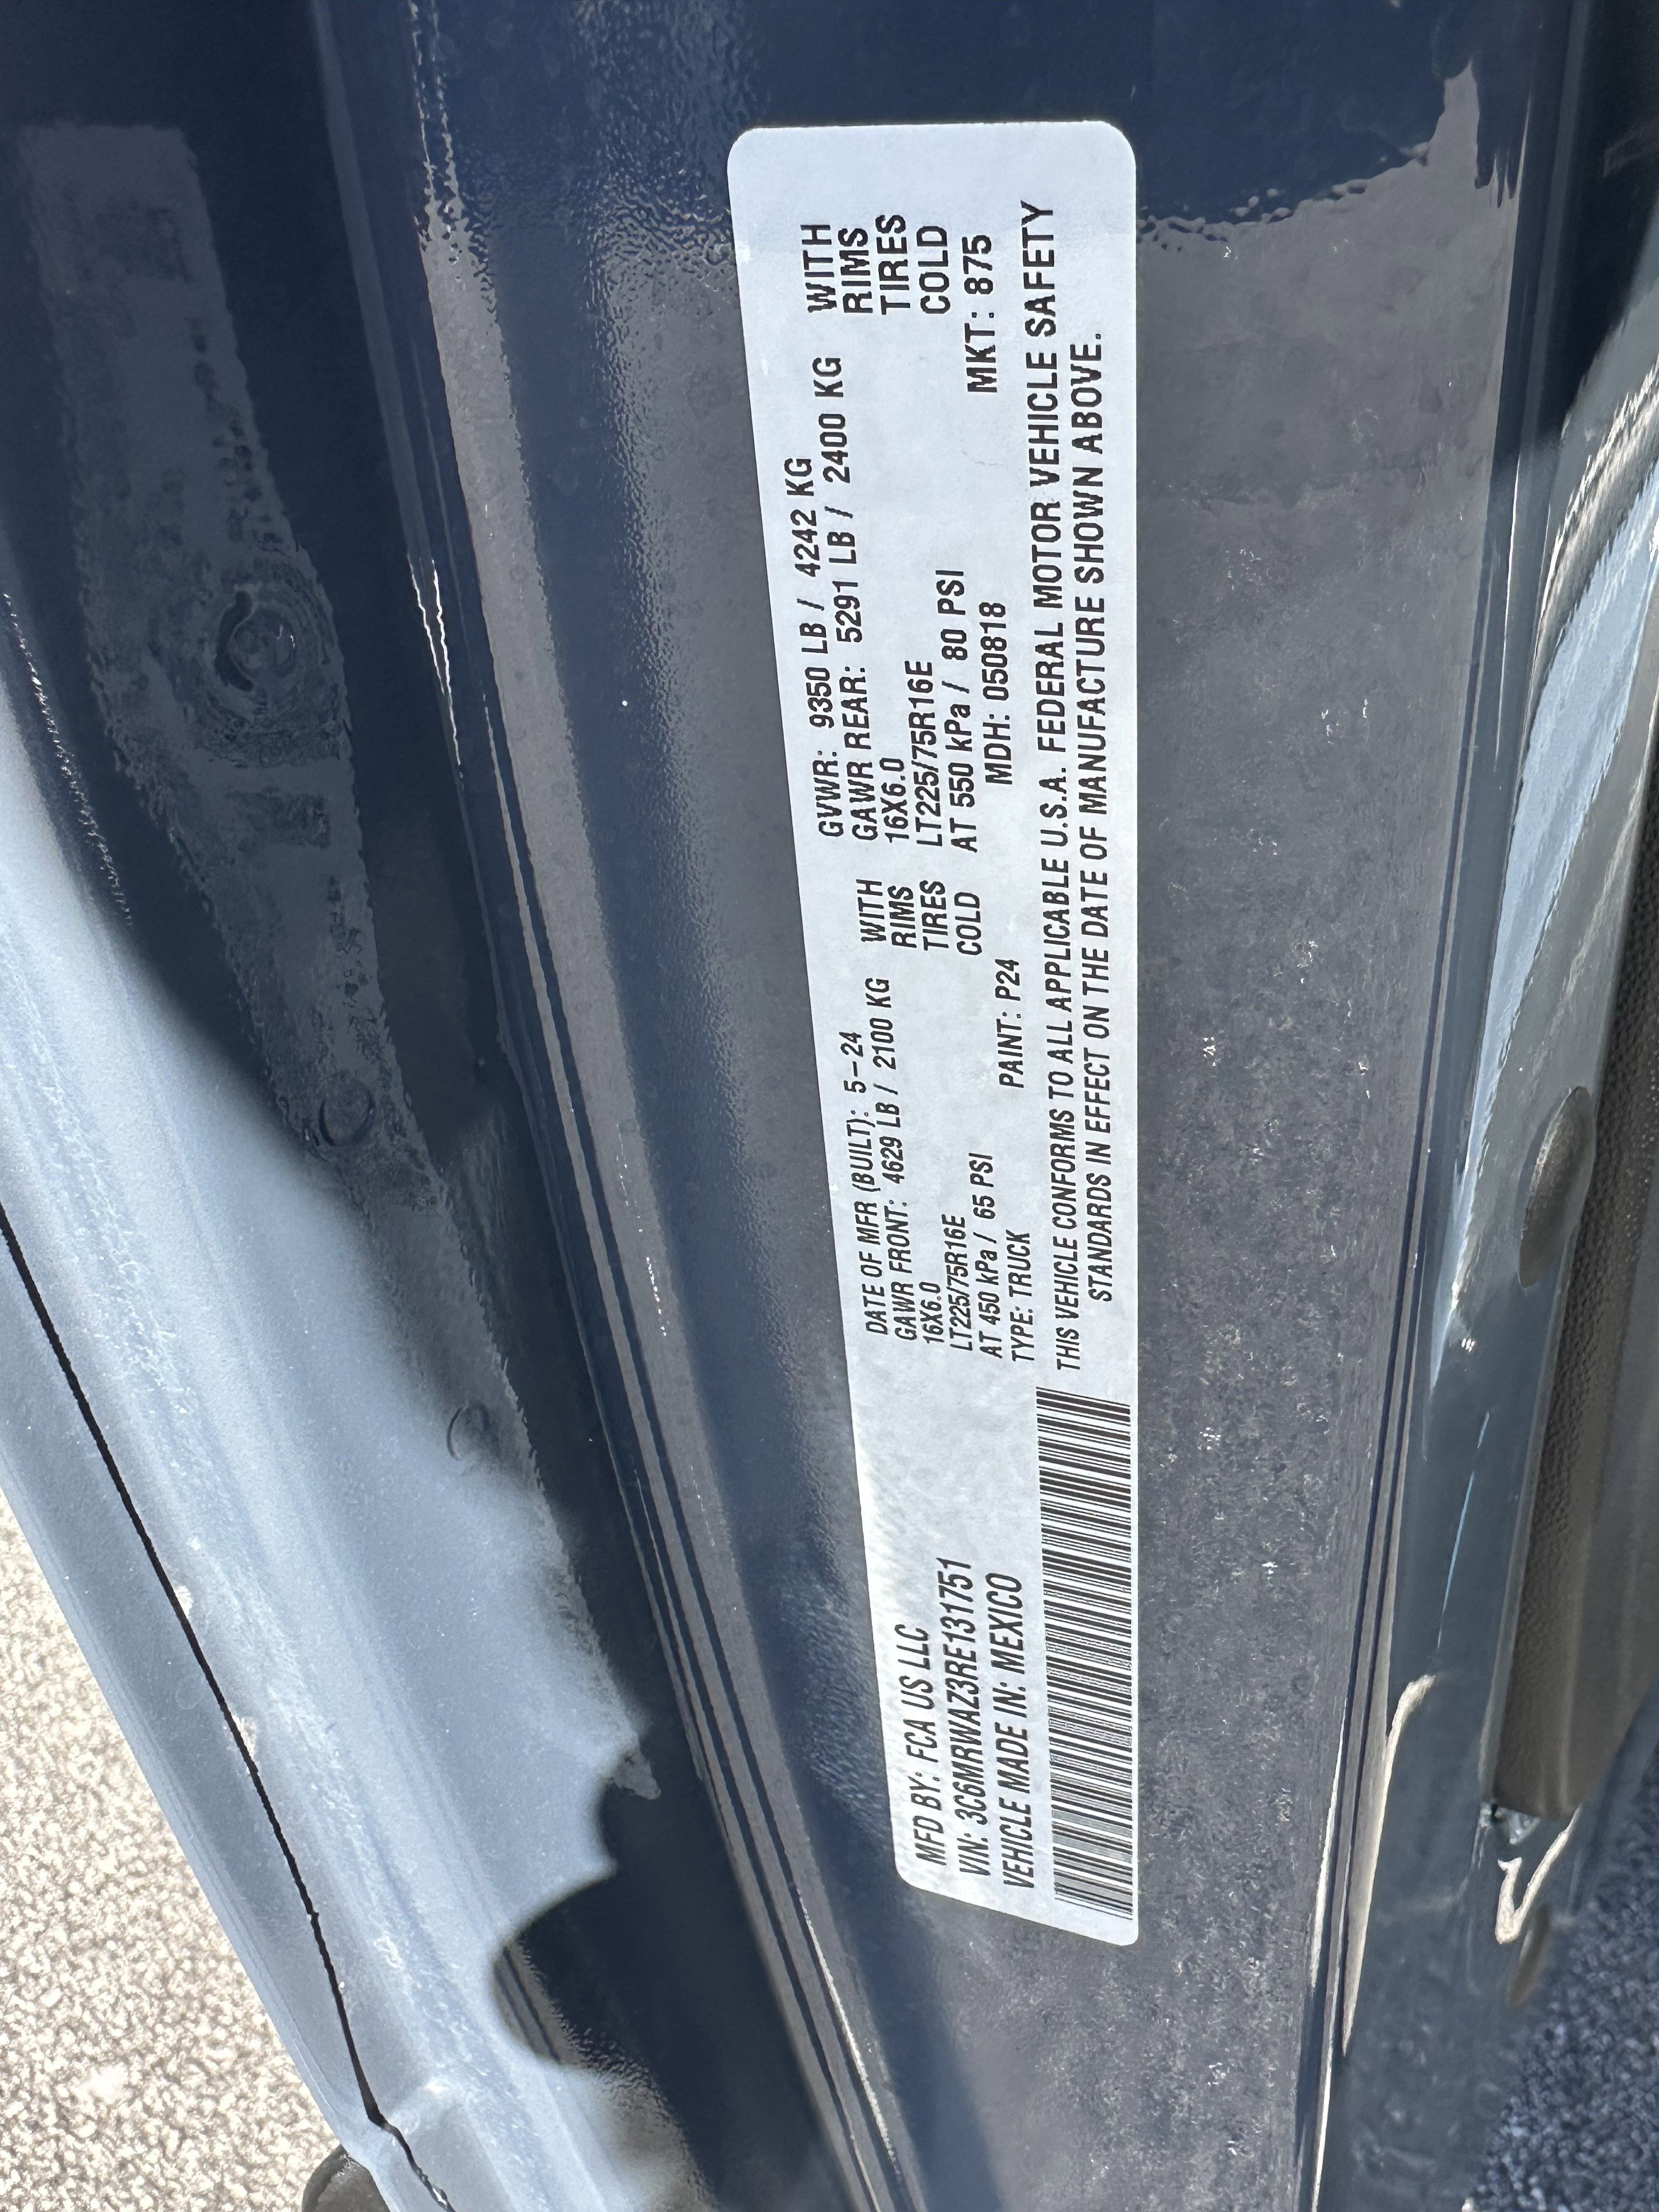 MFD BY: FCA US LLC
VIN: 3C6MRWAZ3RE131751
VEHICLE MADE IN: MEXICO
DATE OF MFR (BUILT): 5-24
GAWR FRONT: 4629 LB / 2100 KG WITH
16X6.0 RIMS
LT225/75R16E TIRES
AT 450 kPa / 65 PSI COLD
TYPE: TRUCK PAINT: P24
GVWR: 9350 LB / 4242 KG
GAWR REAR: 5291 LB / 2400 KG WITH
16X6.0 RIMS
LT225/75R16E TIRES
AT 550 kPa / 80 PSI COLD
MDH: 050818 MKT: 875
THIS VEHICLE CONFORMS TO ALL APPLICABLE U.S.A. FEDERAL MOTOR VEHICLE SAFETY
STANDARDS IN EFFECT ON THE DATE OF MANUFACTURE SHOWN ABOVE.